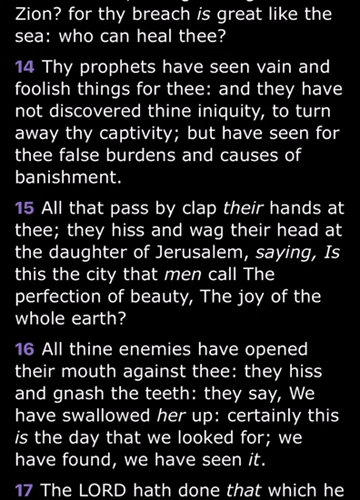 Zion? for thy breach is great like the
sea: who can heal thee?
14 Thy prophets have seen vain and
foolish things for thee: and they have
not discovered thine iniquity, to turn
away thy captivity; but have seen for
thee false burdens and causes of
banishment.
15 All that pass by clap their hands at
thee; they hiss and wag their head at
the daughter of Jerusalem, saying, Is
this the city that men call The
perfection of beauty, The joy of the
whole earth?
16 All thine enemies have opened
their mouth against thee: they hiss
and gnash the teeth: they say, We
have swallowed her up: certainly this
is the day that we looked for; we
have found, we have seen it.
17 The LORD hath done that which he